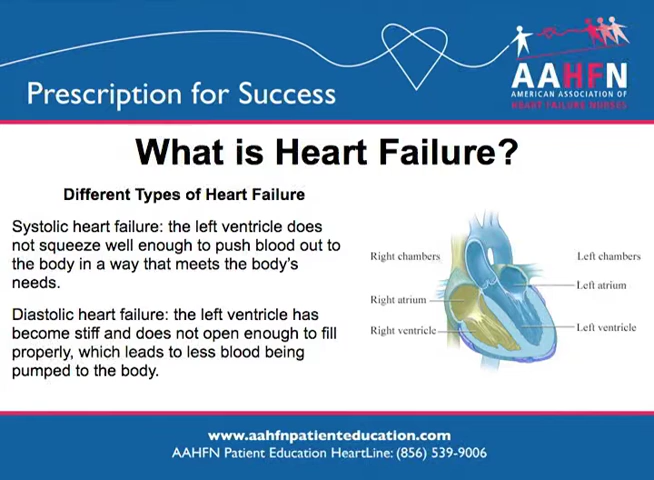 Prescription for Success
AAHFN
AMERICAN ASSOCIATION OF
HEART FAILURE NURSES
What is Heart Failure?
Different Types of Heart Failure
Systolic heart failure: the left ventricle does
not squeeze well enough to push blood out to
the body in a way that meets the body's
needs.
Diastolic heart failure: the left ventricle has
become stiff and does not open enough to fill
properly, which leads to less blood being
pumped to the body.
Right chambers
Right atrium
Right ventricle
Left chambers
Left atrium
Left ventricle
www.aahfnpatienteducation.com
AAHFN Patient Education HeartLine: (856) 539-9006